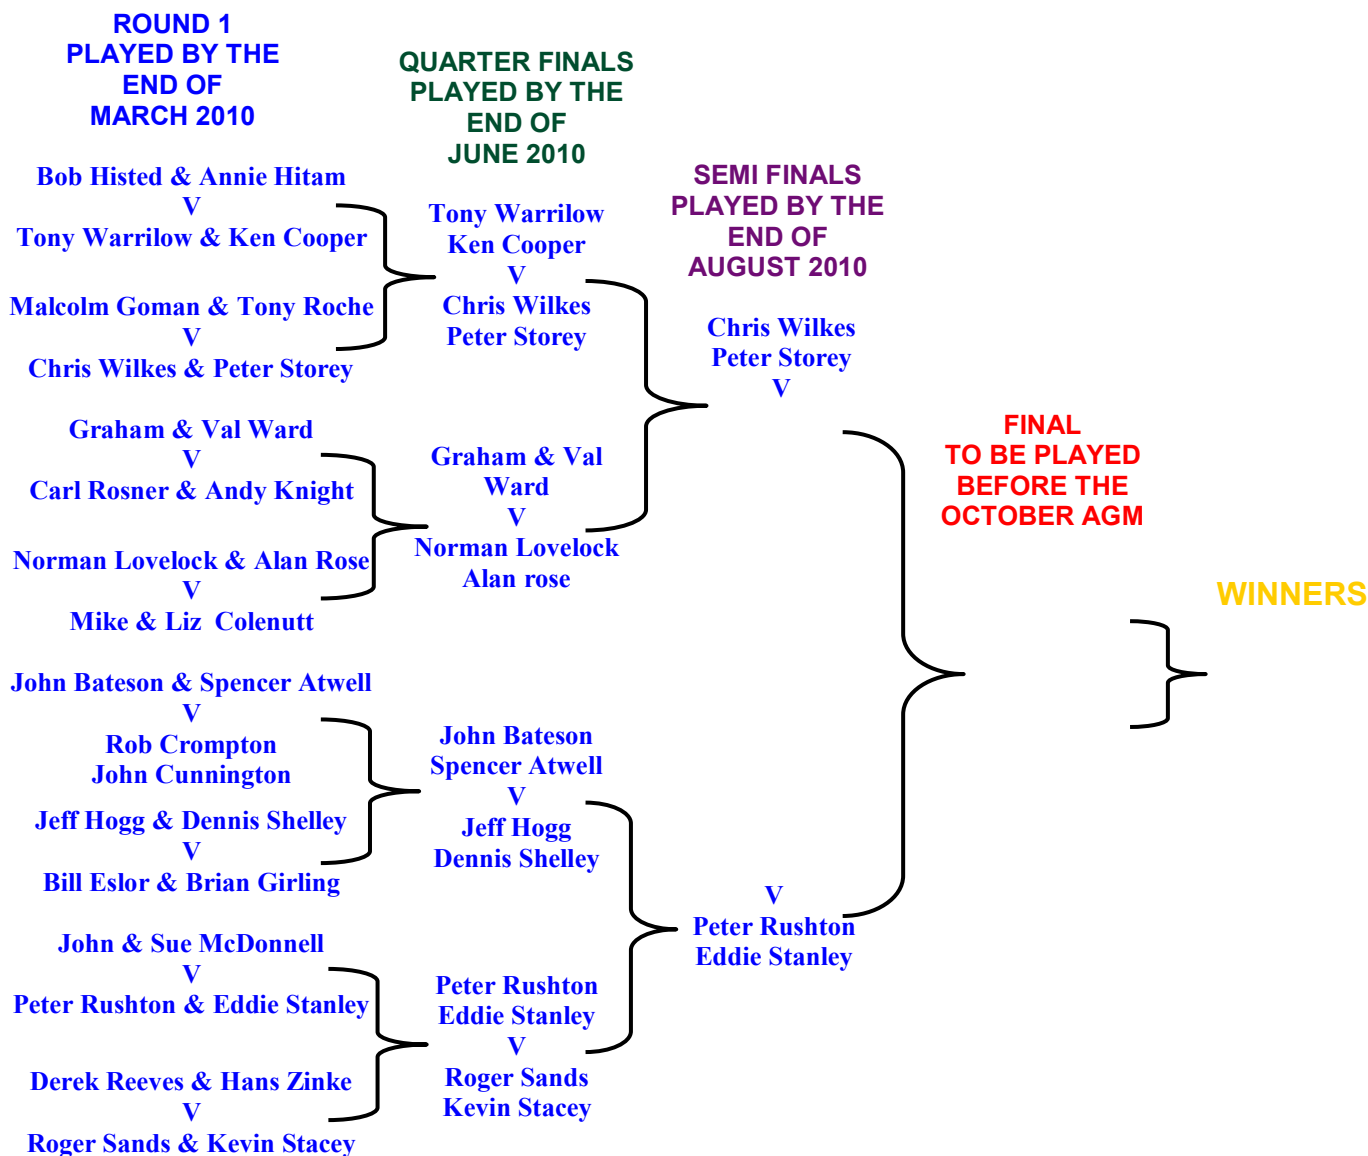 ROUND 1
PLAYED BY THE
END OF
MARCH 2010
Bob Histed & Annie Hitam
V
Tony Warrilow & Ken Cooper
Malcolm Goman & Tony Roche
V
Chris Wilkes & Peter Storey
Graham & Val Ward
V
Carl Rosner & Andy Knight
Norman Lovelock & Alan Rose
V
Mike & Liz  Colenutt
John Bateson & Spencer Atwell
V
Rob Crompton
John Cunnington
Jeff Hogg & Dennis Shelley
V
Bill Eslor & Brian Girling
John & Sue McDonnell
V
Peter Rushton & Eddie Stanley
Derek Reeves & Hans Zinke
V
Roger Sands & Kevin Stacey
QUARTER FINALS
PLAYED BY THE
END OF
JUNE 2010
Tony Warrilow
Ken Cooper
V
Chris Wilkes
Peter Storey
Graham & Val
Ward
V
Norman Lovelock
Alan rose
John Bateson
Spencer Atwell
V
Jeff Hogg
Dennis Shelley
Peter Rushton
Eddie Stanley
V
Roger Sands
Kevin Stacey
SEMI FINALS
PLAYED BY THE
END OF
AUGUST 2010
Chris Wilkes
Peter Storey
V
V
Peter Rushton
Eddie Stanley
FINAL
TO BE PLAYED
BEFORE THE
OCTOBER AGM
WINNERS